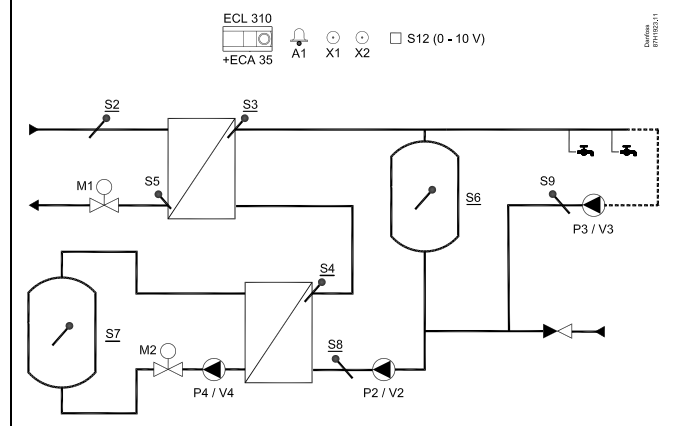 ECL 310
+ECA 35
A1
X1
X2
S12 (0 - 10 V)
Danfoss
87H1923.11
S2
S3
M1
S5
S6
S9
P3 / V3
S4
S7
M2
S8
P4 / V4
P2 / V2